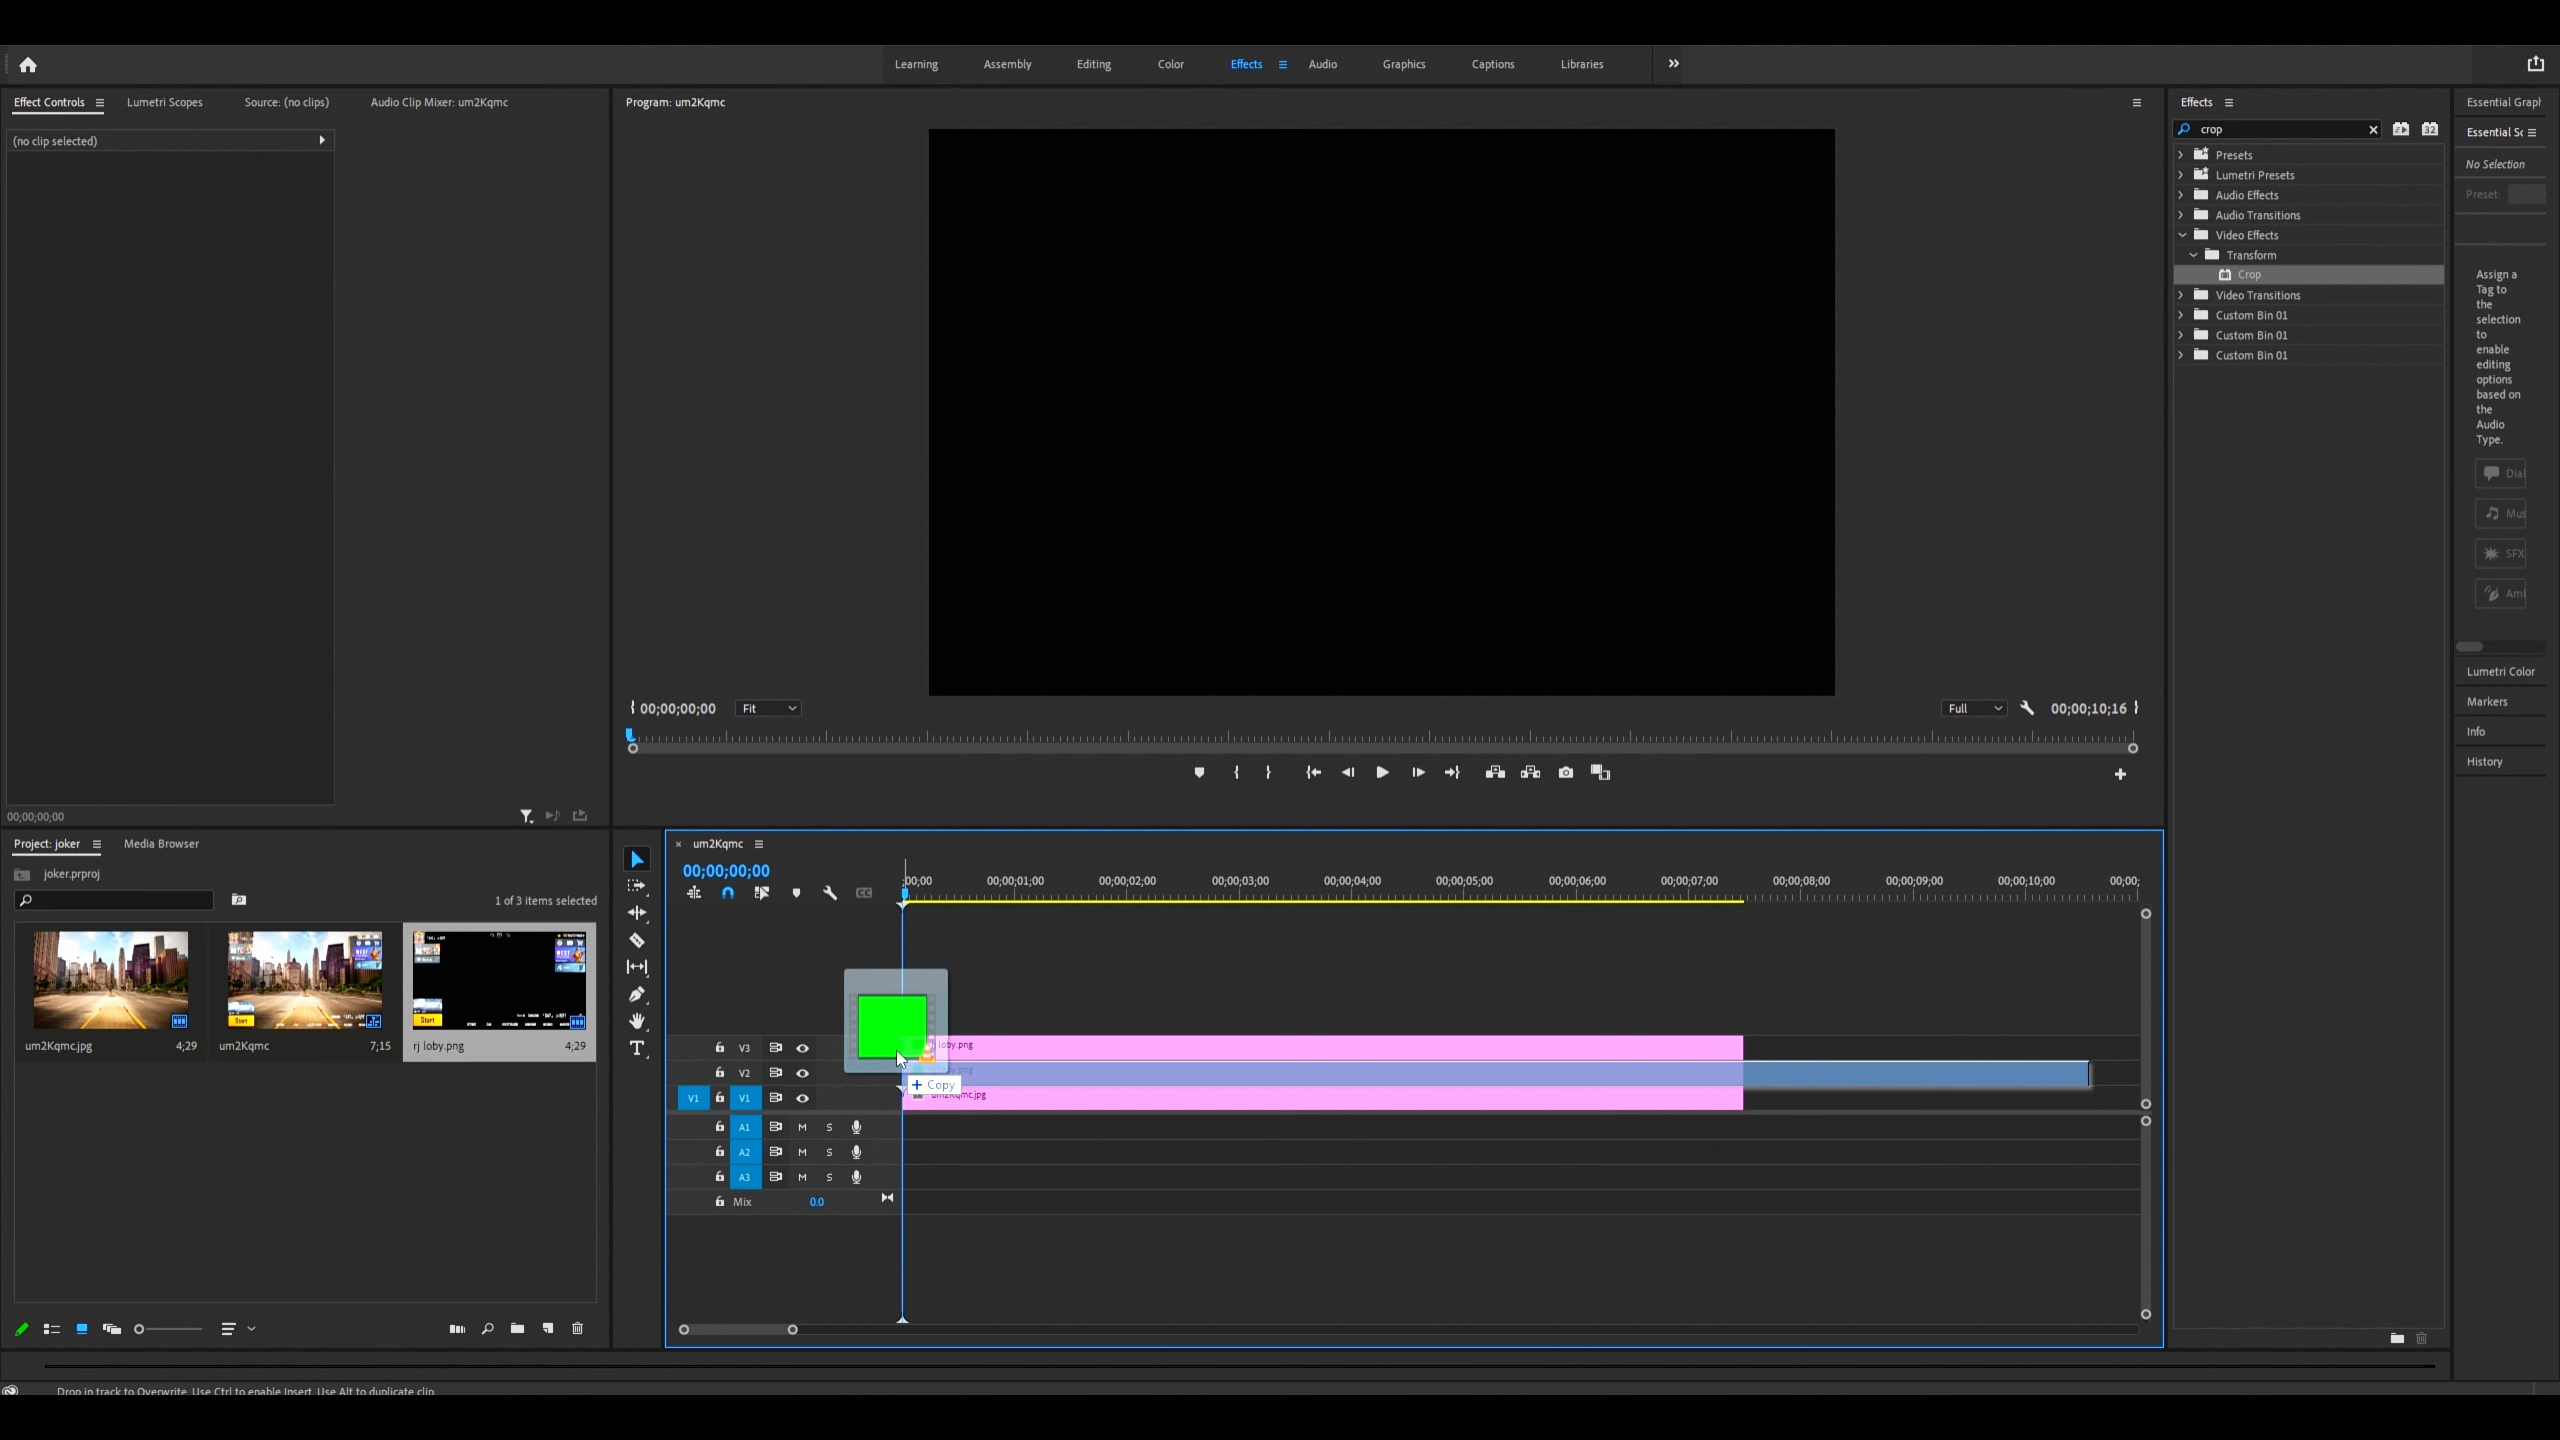 Learning
Assembly
Editing
Color
Effects
Audio
Graphics
Captions
Libraries
Effect Controls
Lumetri Scopes
Source: (no clips)
Audio Clip Mixer: um2Kqmc
(no clip selected)
00;00;00;00
Program: um2Kqmc
00;00;00;00
Fit
Full
00;00;10;16
Effects
crop
32
Presets
Lumetri Presets
Audio Effects
Audio Transitions
Video Effects
Transform
Crop
Video Transitions
Custom Bin 01
Custom Bin 01
Custom Bin 01
Essential Grapl
Essential Sc
No Selection
Preset:
Assign a
Tag to
the
selection
to
enable
editing
options
based on
the
Audio
Type.
Dial
Mus
SFX
Aml
Lumetri Color
Markers
Info
History
Project: joker
Media Browser
joker.prproj
1 of 3 items selected
Start
Start
um2Kqmc.jpg
4;29
um2Kqmc
7;15
rj loby.png
4;29
um2Kqmc
00;00;00;00
CC
;00;00
00;00;01;00
00;00;02;00
00;00;03;00
00;00;04;00
00;00;05;00
00;00;06;00
00;00;07;00
00;00;08;00
00;00;09;00
00;00;10;00
00;00;
V3
loby.png
V2
Copy
V1
V1
um2Kqmc.jpg
A1
M
S
A2
M
S
A3
M
S
Mix
0.0
Drop in track to Overwrite. Use Ctrl to enable Insert. Use Alt to duplicate clip.